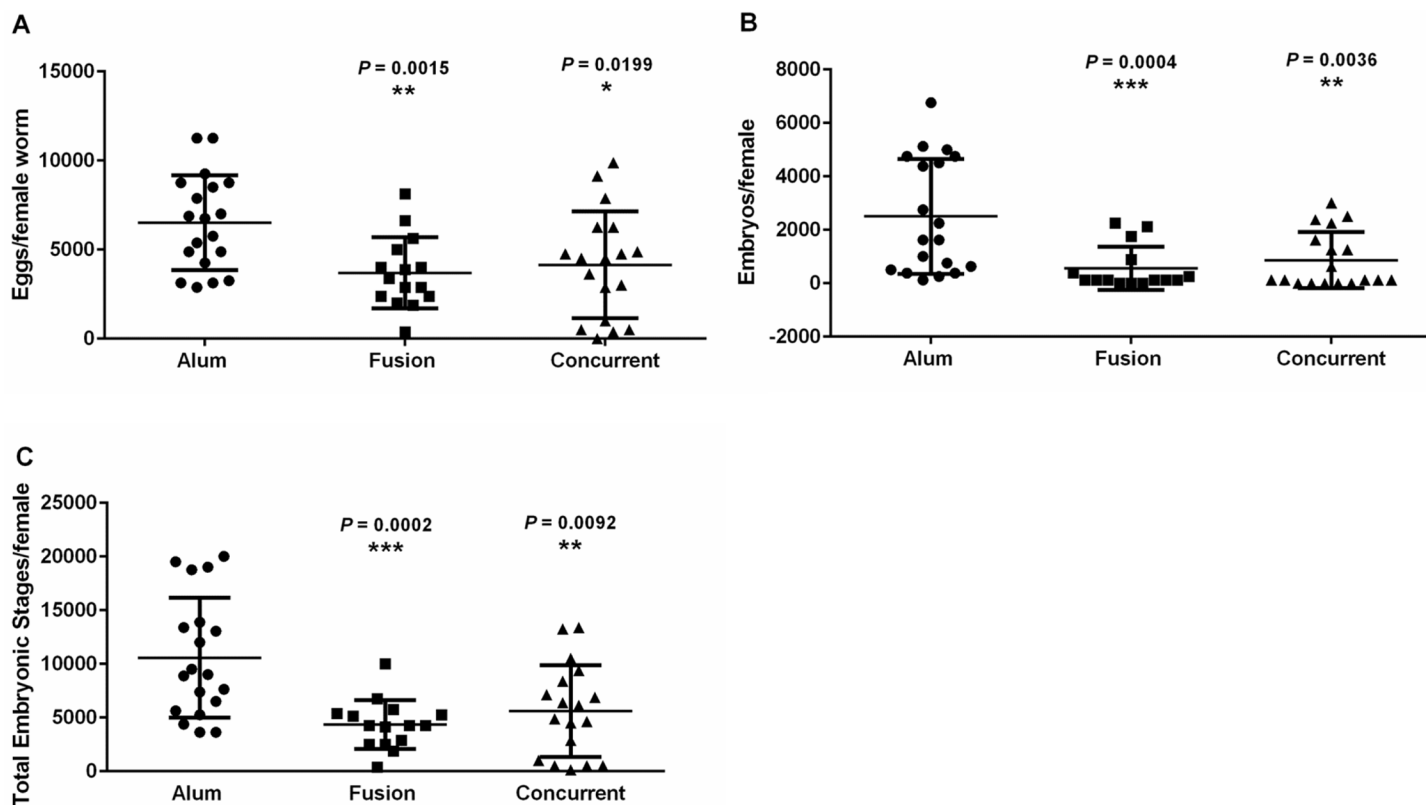 A
Eggs/female worm
15000
10000
5000
0
P = 0.0015
**
P = 0.0199
*
Alum
Fusion
Concurrent
B
Embryos/female
8000
6000
4000
2000
0
-2000
P = 0.0004
***
P = 0.0036
**
Alum
Fusion
Concurrent
C
Total Embryonic Stages/female
25000
20000
15000
10000
5000
0
P = 0.0002
***
P = 0.0092
**
Alum
Fusion
Concurrent